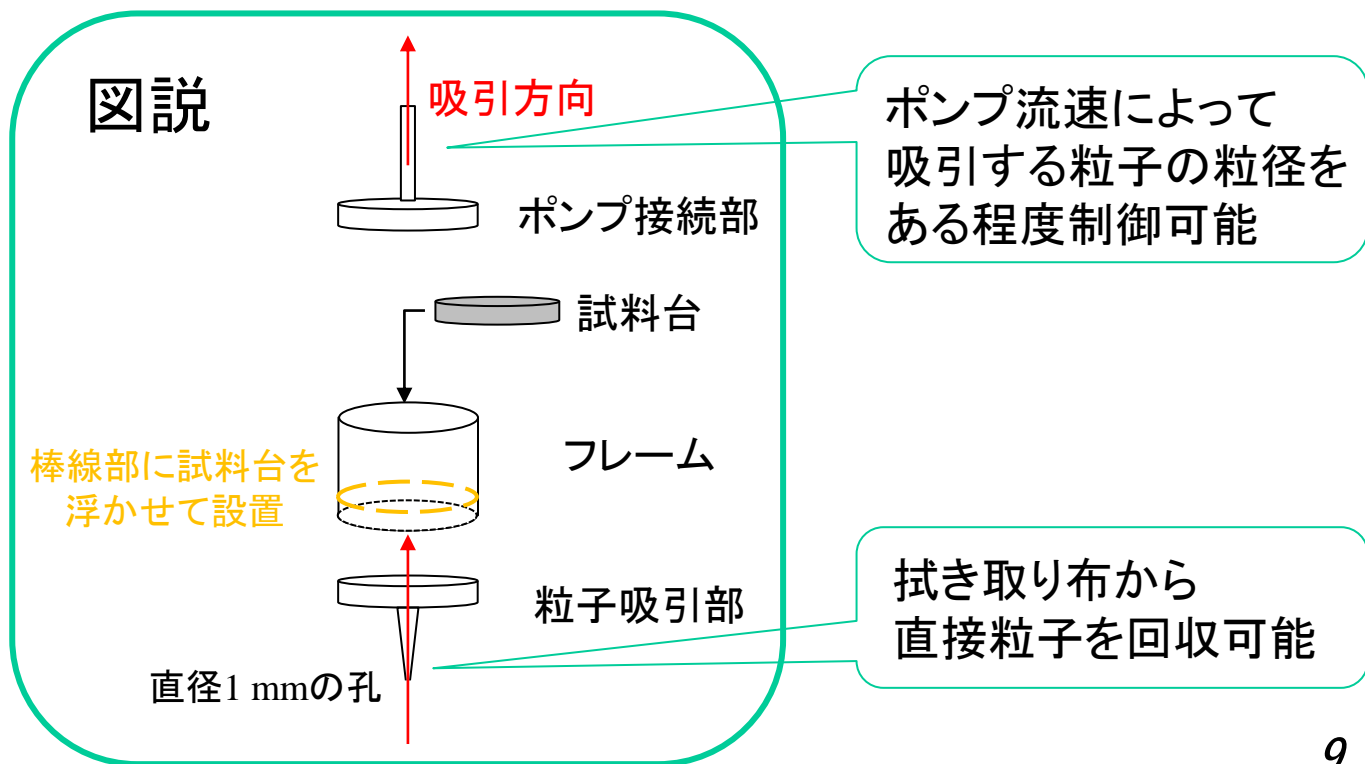 図説
吸引方向
ポンプ流速によって
吸引する粒子の粒径を
ある程度制御可能
ポンプ接続部
試料台
フレーム
棒線部に試料台を
浮かせて設置
粒子吸引部
拭き取り布から
直接粒子を回収可能
直径1 mmの孔
9